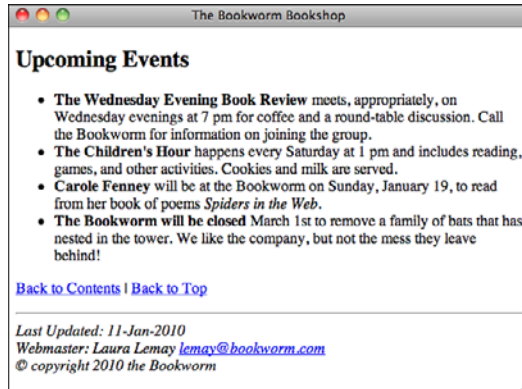 The Bookworm Bookshop
Upcoming Events
• The Wednesday Evening Book Review meets, appropriately, on
Wednesday evenings at 7 pm for coffee and a round-table discussion. Call
the Bookworm for information on joining the group.
• The Children's Hour happens every Saturday at 1 pm and includes reading,
games, and other activities. Cookies and milk are served.
• Carole Fenney will be at the Bookworm on Sunday, January 19, to read
from her book of poems Spiders in the Web.
• The Bookworm will be closed March 1st to remove a family of bats that has
nested in the tower. We like the company, but not the mess they leave
behind!
Back to Contents | Back to Top
Last Updated: 11-Jan-2010
Webmaster: Laura Lemay lemay@bookworm.com
© copyright 2010 the Bookworm